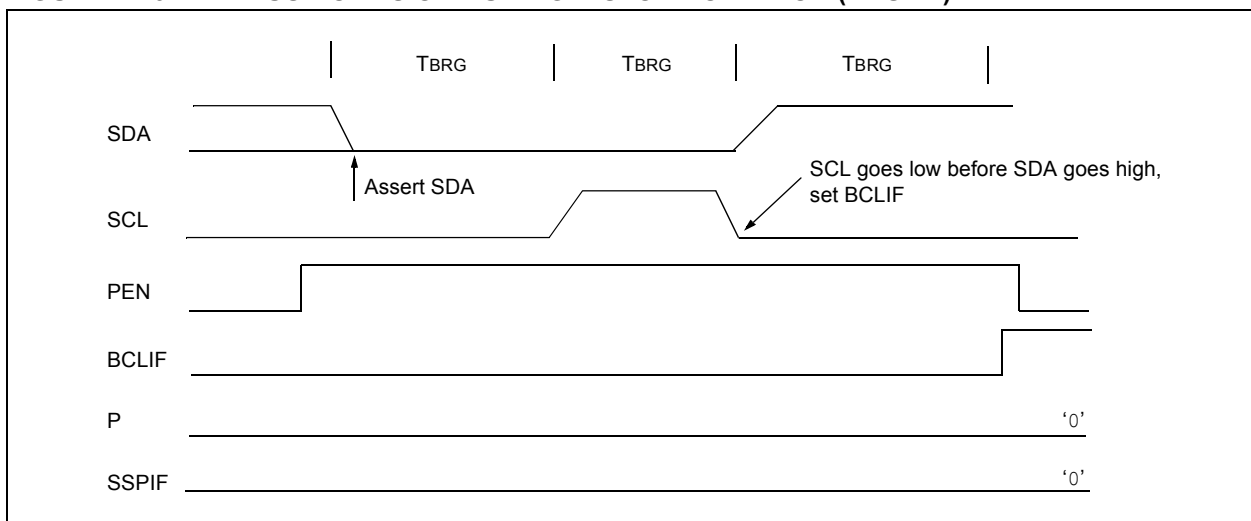 TBRG TBRG TBRG
SDA
Assert SDA
SCL goes low before SDA goes high,
set BCLIF
SCL
PEN
BCLIF
P
‘0’
SSPIF
‘0’